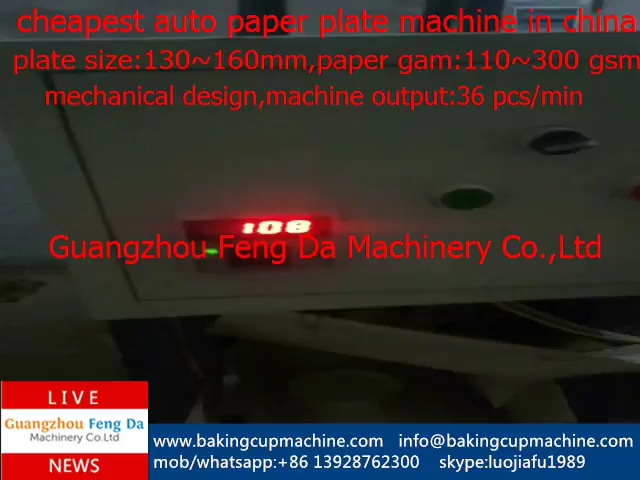 cheapest auto paper plate machine in china
plate size:130~160mm,paper gam:110~300 gsm
mechanical design,machine output:36 pcs/min
108
Guangzhou Feng Da Machinery Co.,Ltd
LIVE
Guangzhou Feng Da
Machinery Co.Ltd
NEWS
www.bakingcupmachine.com info@bakingcupmachine.com
mob/whatsapp:+86 13928762300 skype:luojiafu1989